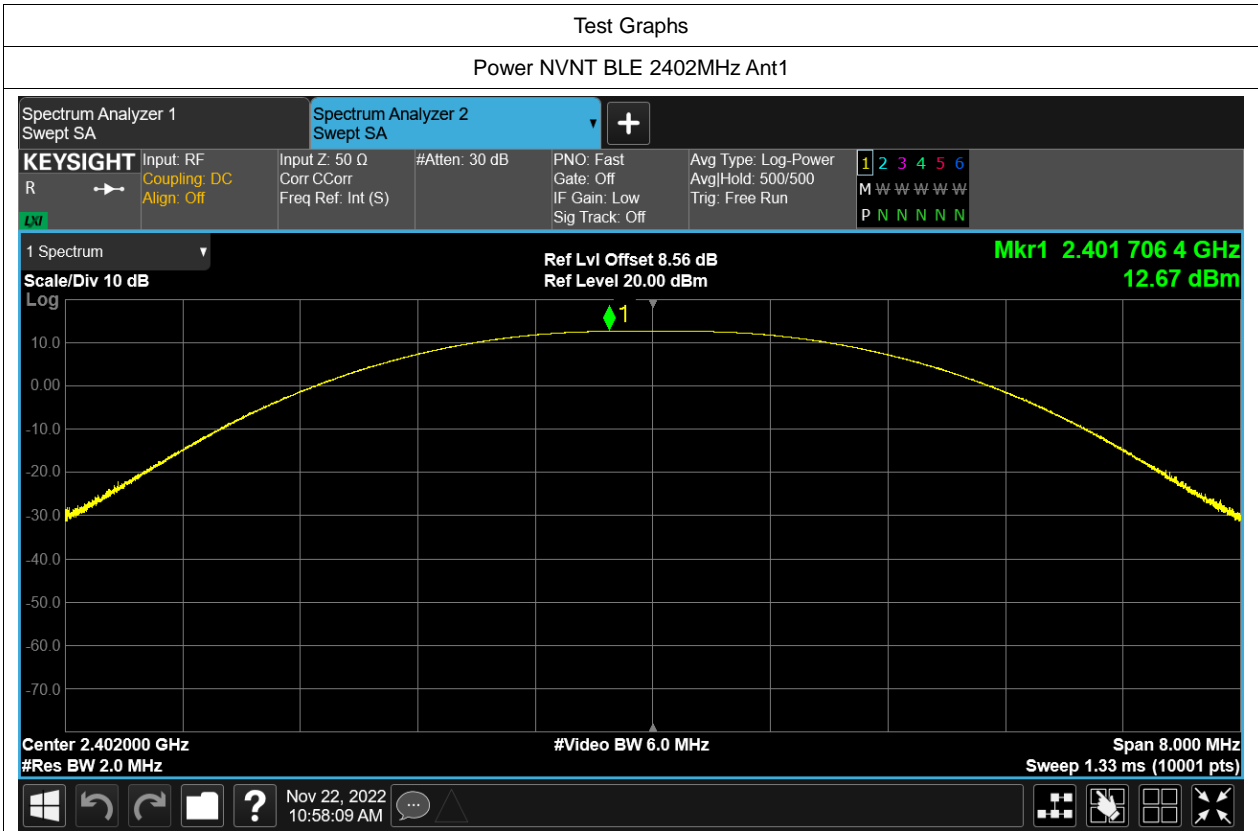 Test Graphs
Power NVNT BLE 2402MHz Ant1
Spectrum Analyzer 1
Swept SA
Spectrum Analyzer 2
Swept SA
KEYSIGHT
R
LXI
Input: RF
Coupling: DC
Align: Off
Input Z: 50 Ω
Corr CCorr
Freq Ref: Int (S)
#Atten: 30 dB
PNO: Fast
Gate: Off
IF Gain: Low
Sig Track: Off
Avg Type: Log-Power
Avg|Hold: 500/500
Trig: Free Run
1 2 3 4 5 6
M W W W W W
P N N N N N
1 Spectrum
Scale/Div 10 dB
Log
Ref Lvl Offset 8.56 dB
Ref Level 20.00 dBm
Mkr1 2.401 706 4 GHz
12.67 dBm
1
10.0
0.00
-10.0
-20.0
-30.0
-40.0
-50.0
-60.0
-70.0
Center 2.402000 GHz
#Res BW 2.0 MHz
#Video BW 6.0 MHz
Span 8.000 MHz
Sweep 1.33 ms (10001 pts)
?
Nov 22, 2022
10:58:09 AM